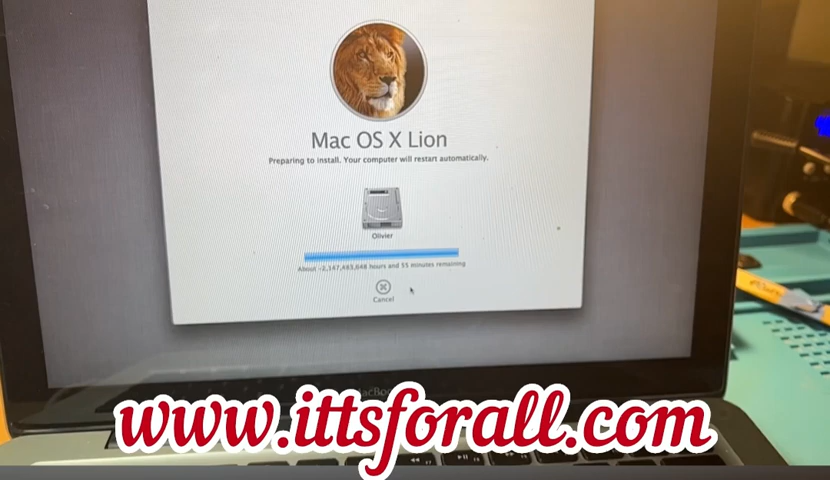 Mac OS X Lion
Preparing to install. Your computer will restart automatically.
Olivier
About -2,147,483,648 hours and 55 minutes remaining
Cancel
MacBoo
www.ittsforall.com